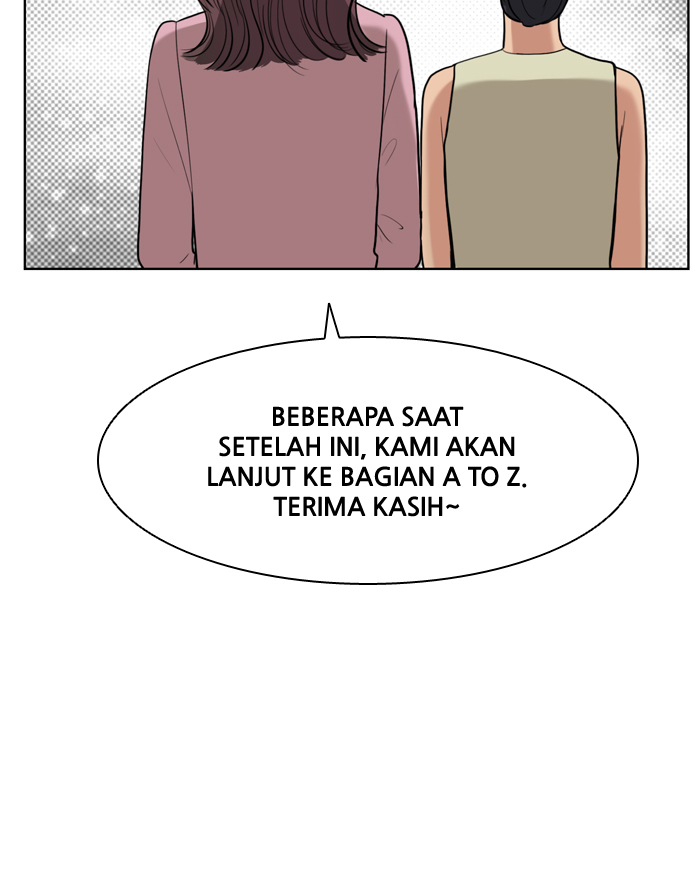 BEBERAPA SAAT
SETELAH INI, KAMI AKAN
LANJUT KE BAGIAN A TO Z.
TERIMA KASIH~